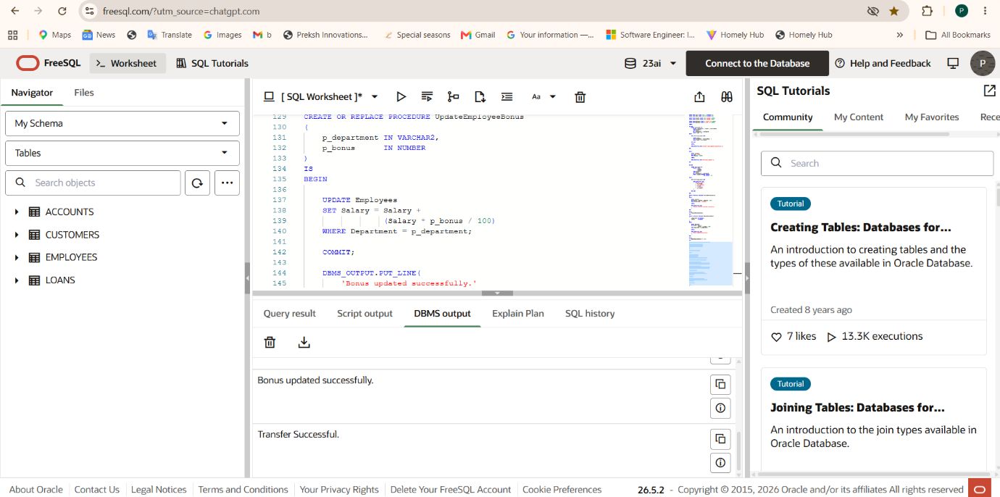 freesql.com/?utm_source=chatgpt.com
P
Maps
News
Translate
Images
b
Preksh Innovations...
Special seasons
Gmail
Your information —...
Software Engineer: I...
Homely Hub
Homely Hub
»
All Bookmarks
FreeSQL
>_ Worksheet
SQL Tutorials
23ai
Connect to the Database
Help and Feedback
P
Navigator
Files
My Schema
Tables
Search objects
ACCOUNTS
CUSTOMERS
EMPLOYEES
LOANS
[ SQL Worksheet ]*
Aa
129 CREATE OR REPLACE PROCEDURE UpdateEmployeeBonus
130 (
131 p_department IN VARCHAR2,
132 p_bonus IN NUMBER
133 )
134 IS
135 BEGIN
136
137 UPDATE Employees
138 SET Salary = Salary +
139 (Salary * p_bonus / 100)
140 WHERE Department = p_department;
141
142 COMMIT;
143
144 DBMS_OUTPUT.PUT_LINE(
145 'Bonus updated successfully.'
Query result
Script output
DBMS output
Explain Plan
SQL history
Bonus updated successfully.
Transfer Successful.
SQL Tutorials
Community
My Content
My Favorites
Rece
Search
Tutorial
Creating Tables: Databases for...
An introduction to creating tables and the
types of these available in Oracle Database.
Created 8 years ago
7 likes
13.3K executions
Tutorial
Joining Tables: Databases for...
An introduction to the join types available in
Oracle Database.
About Oracle
Contact Us
Legal Notices
Terms and Conditions
Your Privacy Rights
Delete Your FreeSQL Account
Cookie Preferences
26.5.2 - Copyright © 2015, 2026 Oracle and/or its affiliates All rights reserved